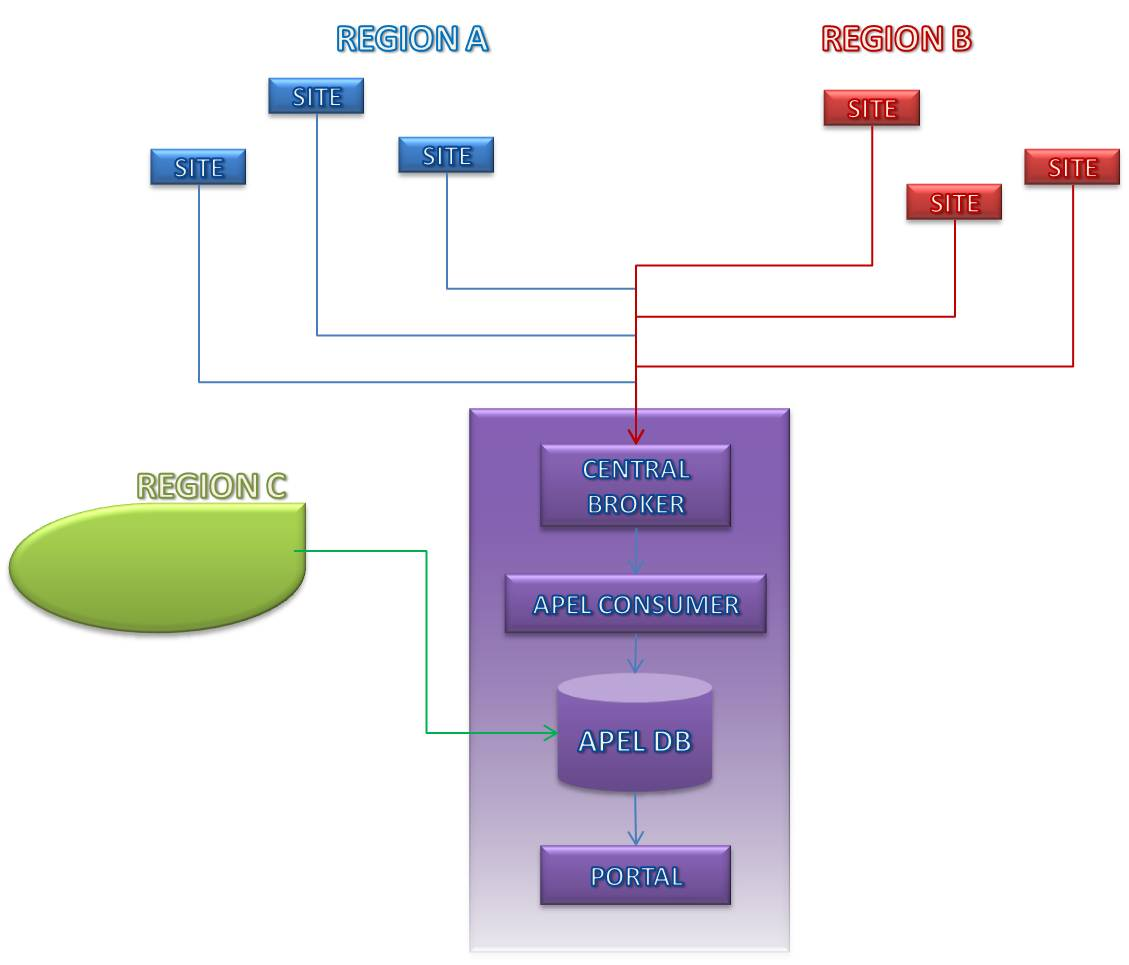 REGION A
REGION B
SITE
SITE
SITE
SITE
SITE
SITE
CENTRAL
BROKER
REGION C
APEL CONSUMER
APEL DB
PORTAL